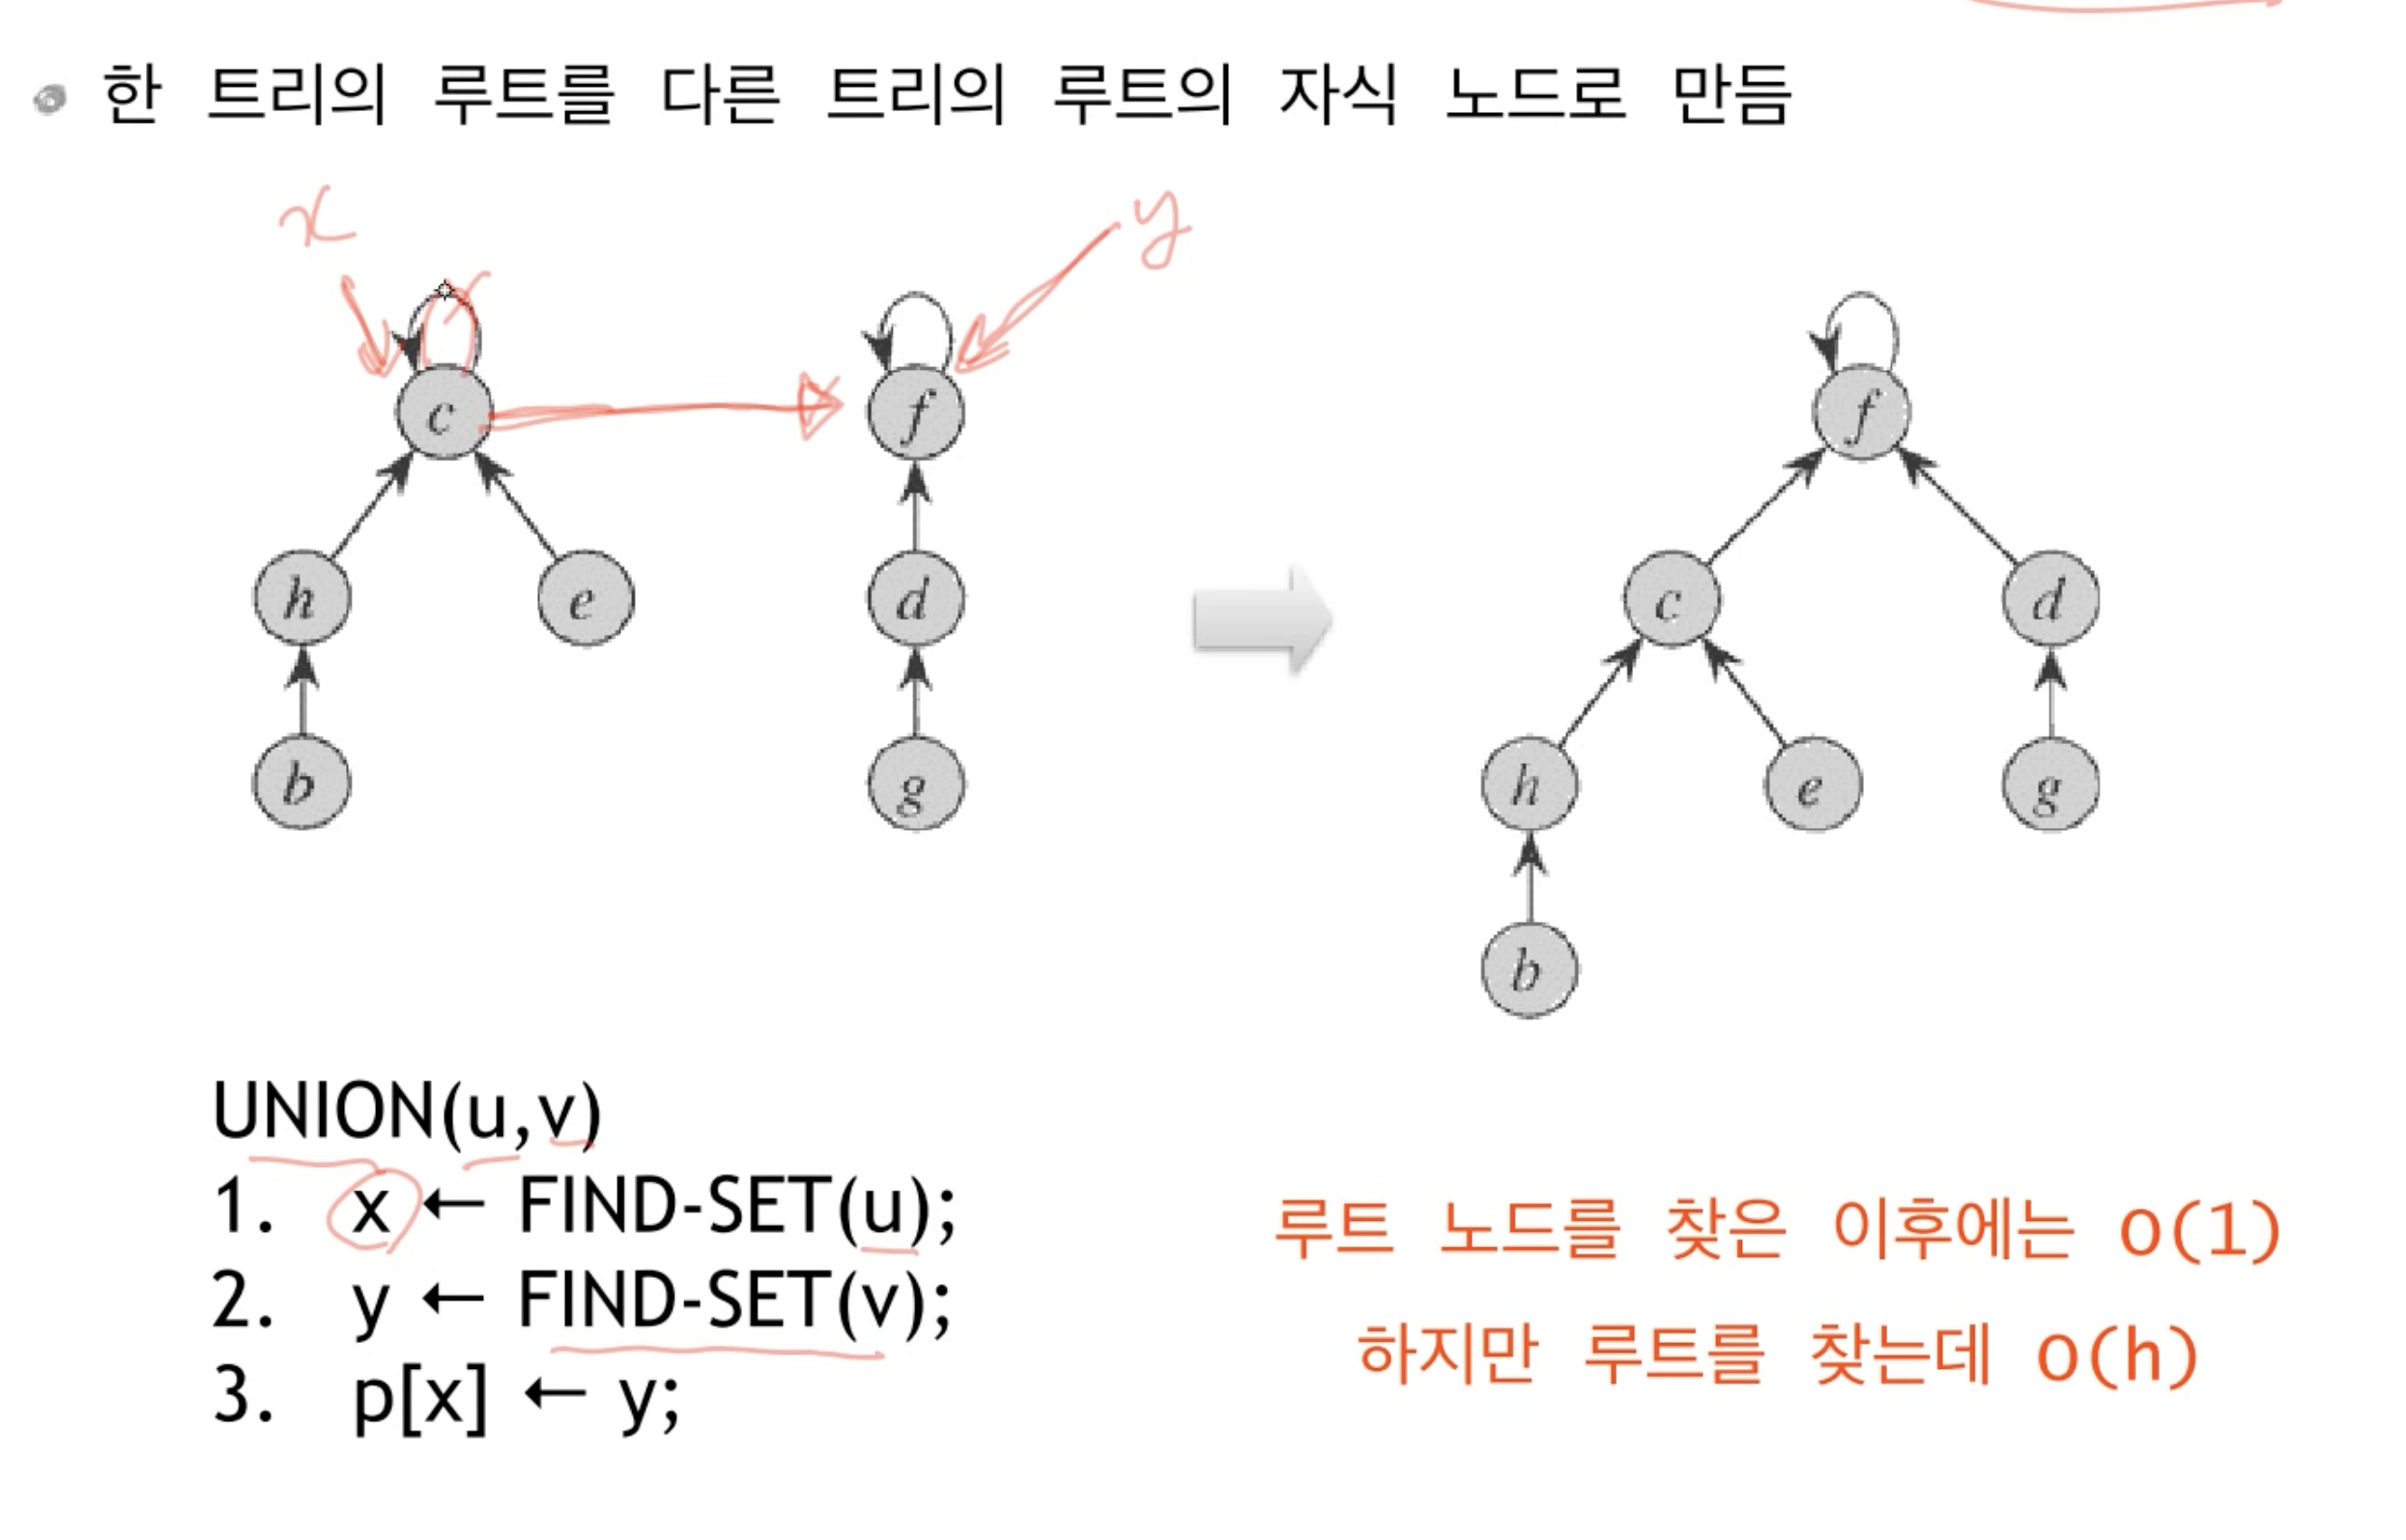 한 트리의 루트를 다른 트리의 루트의 자식 노드로 만듬
x
y
c
f
f
h
e
d
c
d
b
g
h
e
g
b
UNION(u,v)
1. x ← FIND-SET(u);
2. y ← FIND-SET(v);
3. p[x] ← y;
루트 노드를 찾은 이후에는 O(1)
하지만 루트를 찾는데 O(h)